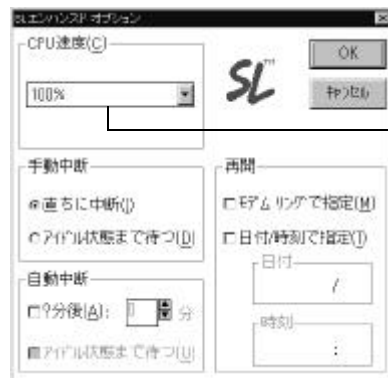 SLエンハンスド オプション
CPU速度(C)
100%
SL™
OK
キャンセル
手動中断
直ちに中断(I)
アイドル状態まで待つ(D)
自動中断
?分後(A): 0 分
アイドル状態まで待つ(U)
再開
モデム リングで指定(M)
日付/時刻で指定(T)
日付
/
時刻
: